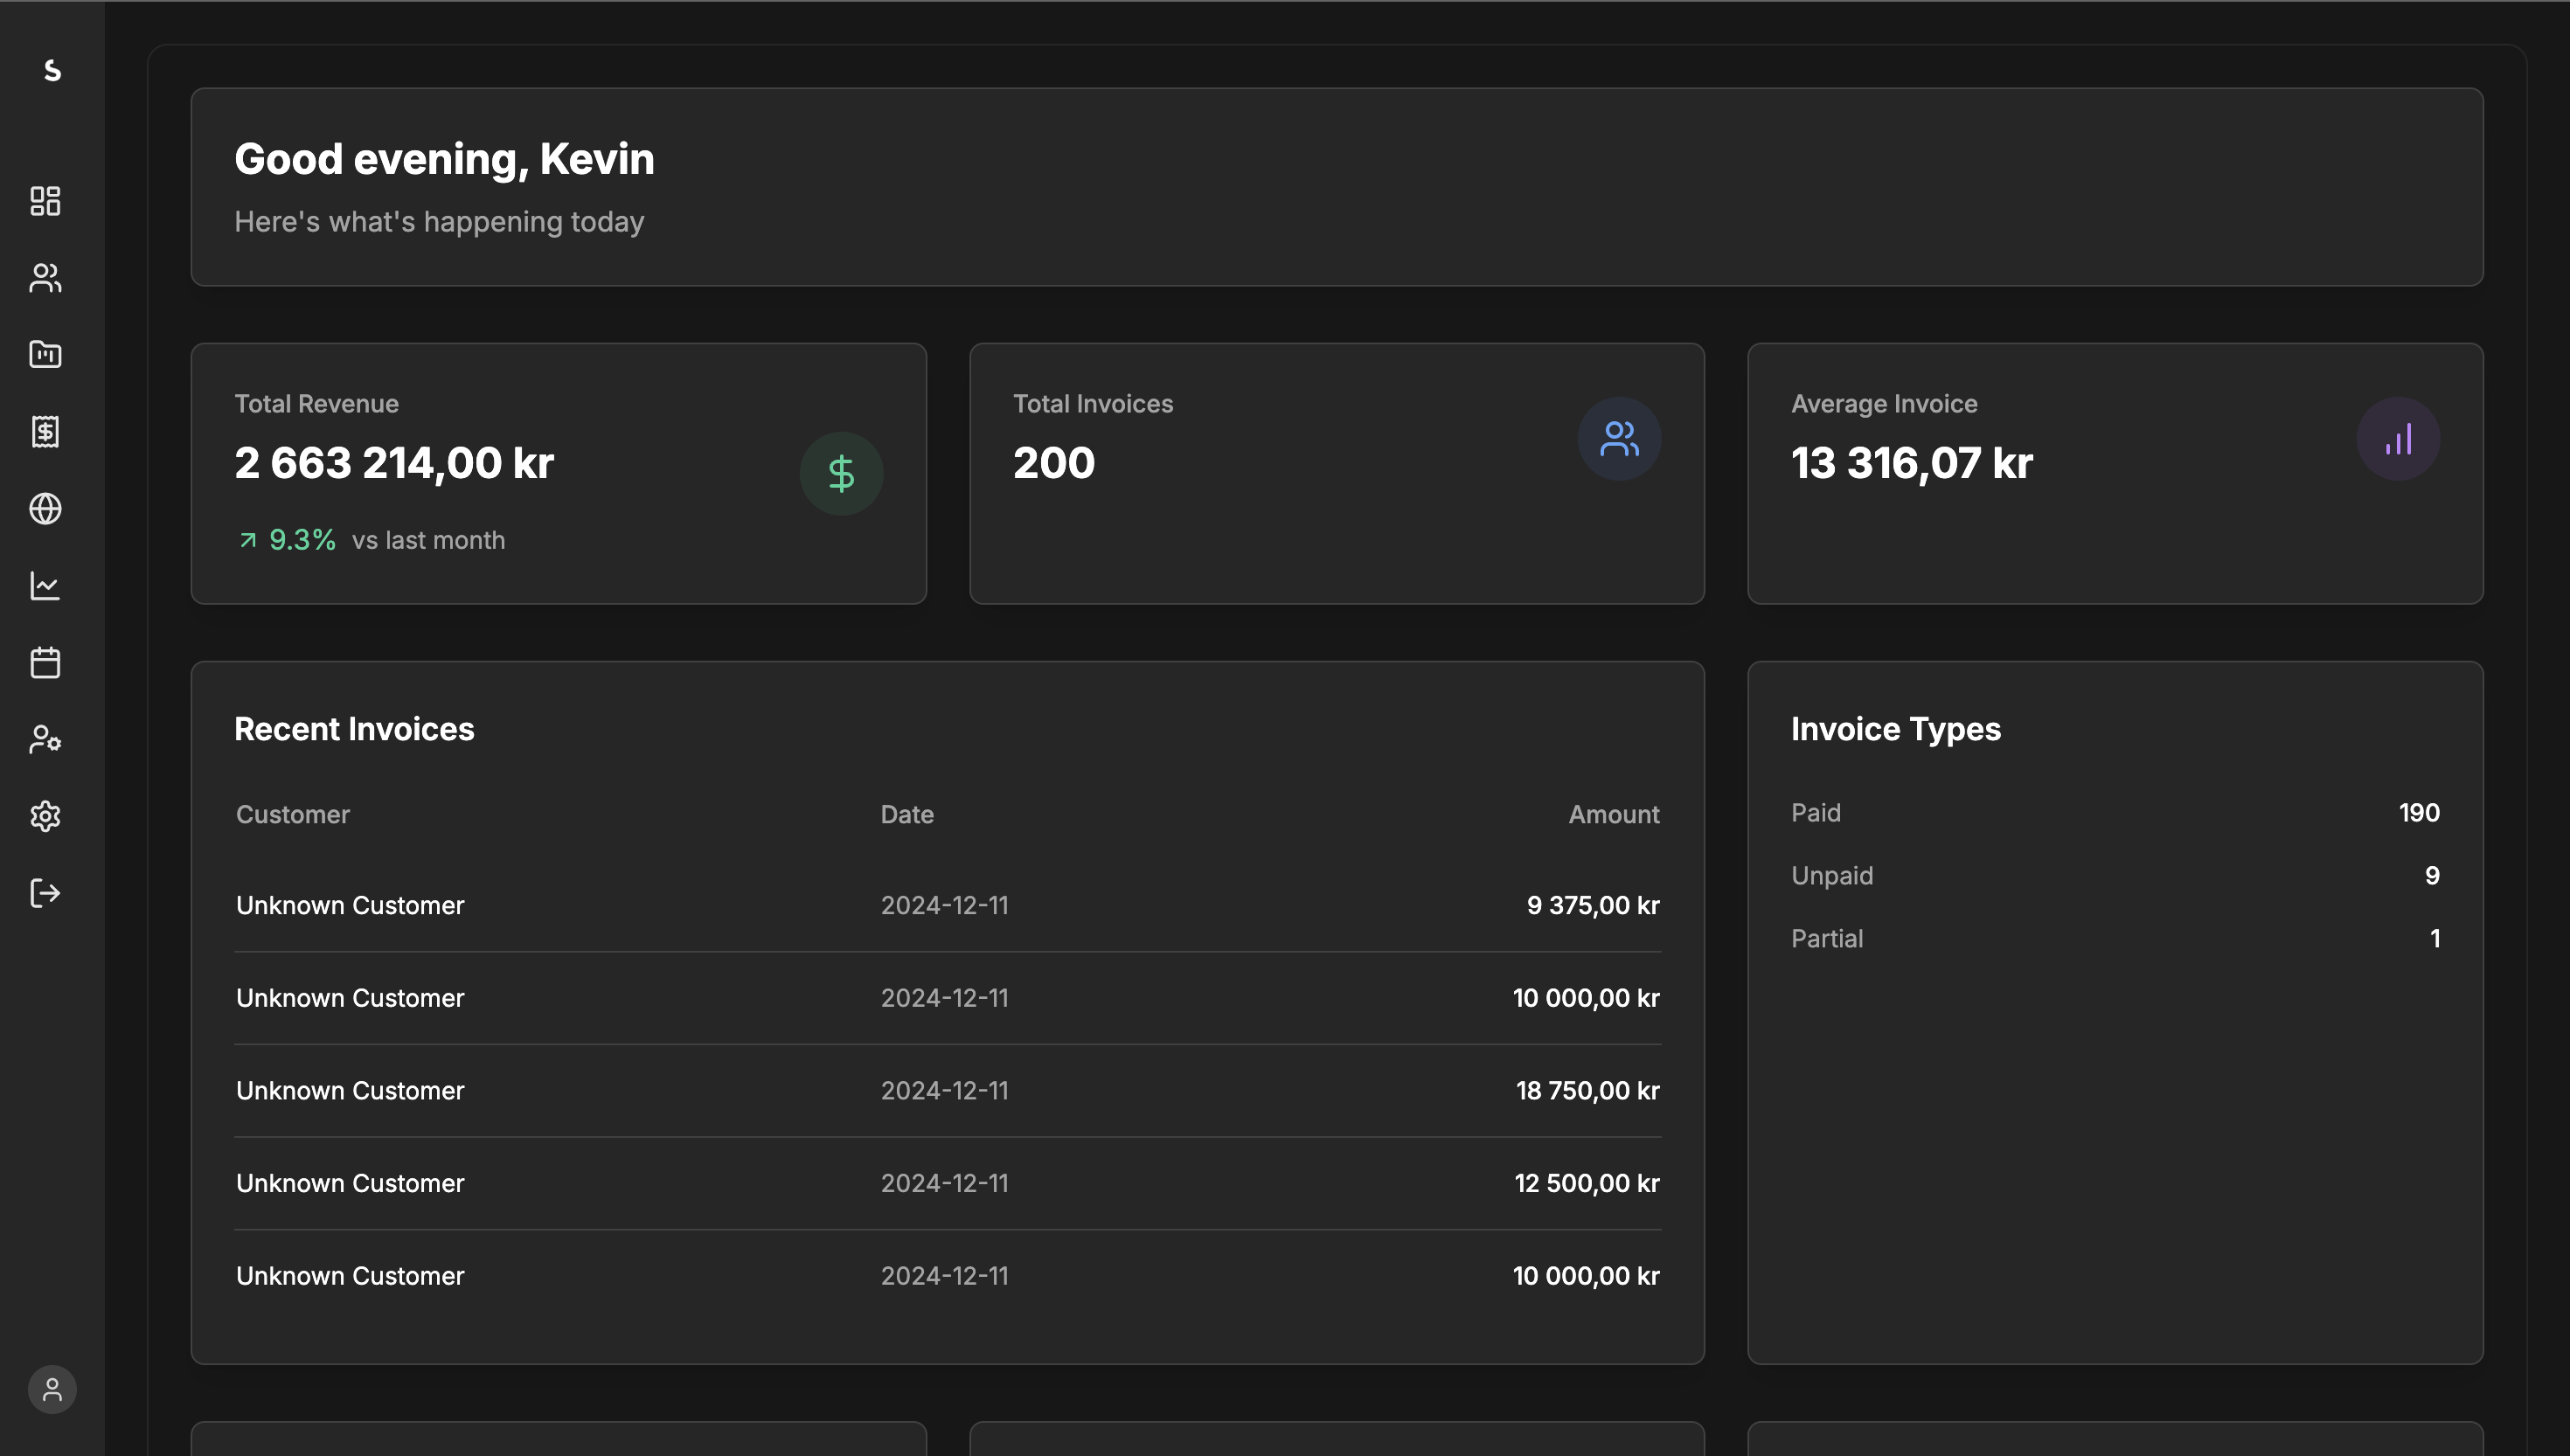 S
Good evening, Kevin
Here's what's happening today
Total Revenue
2 663 214,00 kr
9.3% vs last month
Total Invoices
200
Average Invoice
13 316,07 kr
Recent Invoices
Customer Date Amount
Unknown Customer 2024-12-11 9 375,00 kr
Unknown Customer 2024-12-11 10 000,00 kr
Unknown Customer 2024-12-11 18 750,00 kr
Unknown Customer 2024-12-11 12 500,00 kr
Unknown Customer 2024-12-11 10 000,00 kr
Invoice Types
Paid 190
Unpaid 9
Partial 1